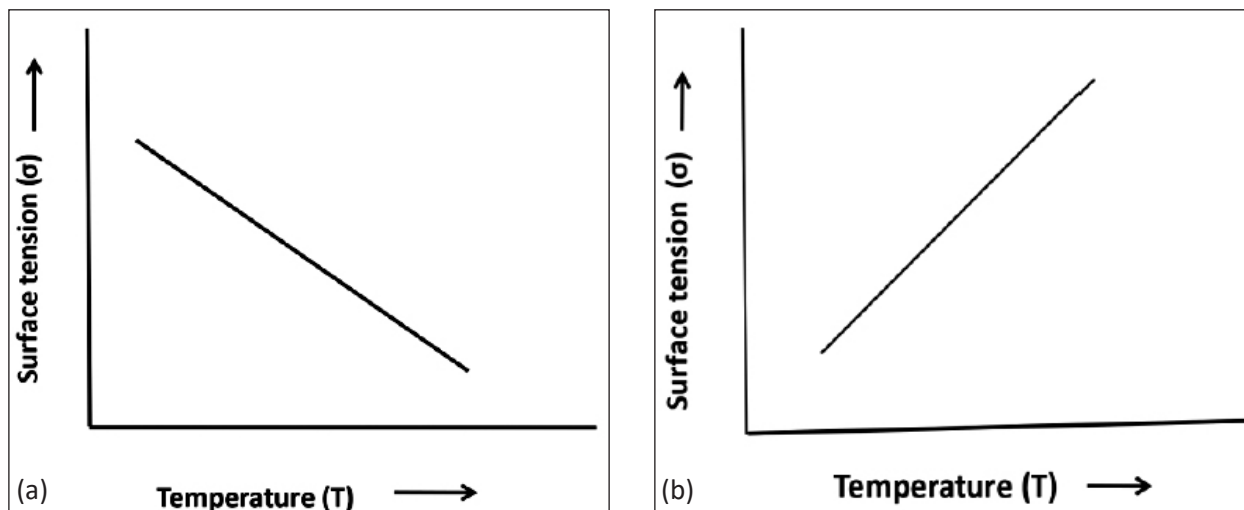 Surface tension (σ)
Temperature (T)
(a)
Surface tension (σ)
Temperature (T)
(b)